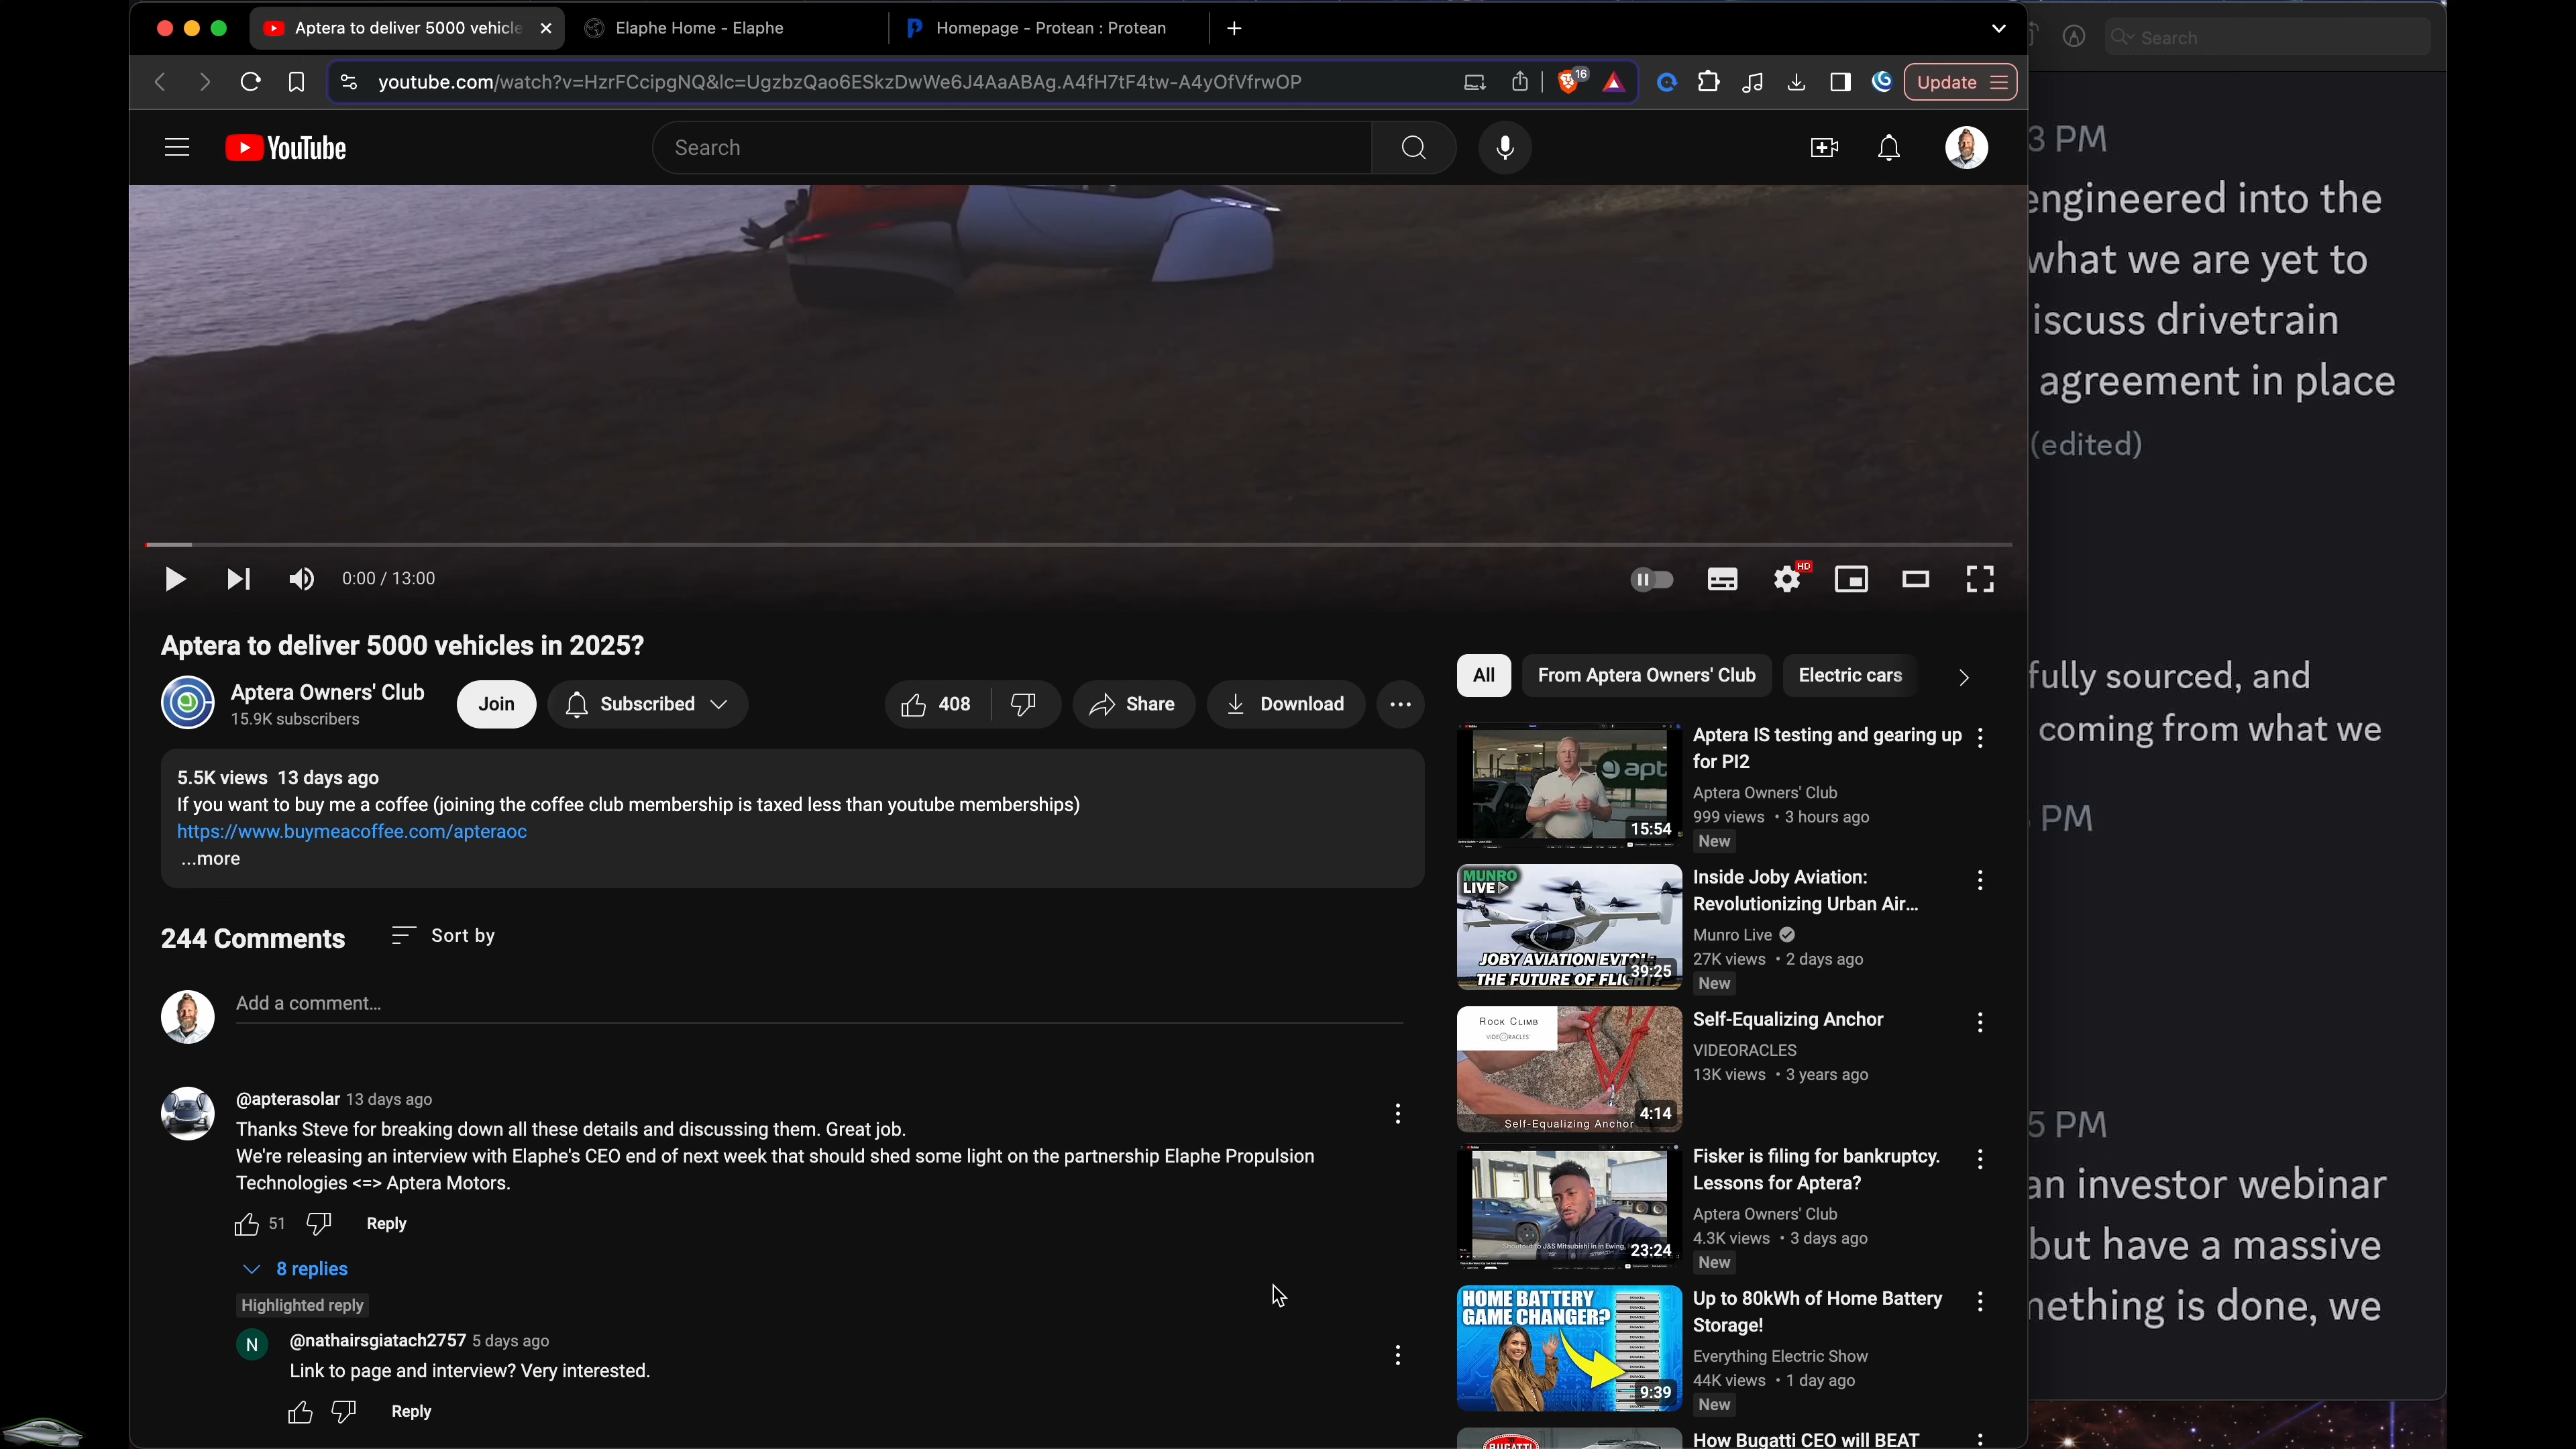 Aptera to deliver 5000 vehicle
Elaphe Home - Elaphe
Homepage - Protean : Protean
youtube.com/watch?v=HzrFCcipgNQ&lc=UgzbzQao6ESkzDwWe6J4AaABAg.A4fH7tF4tw-A4yOfVfrwOP
16
Update
Search
YouTube
Search
3 PM
engineered into the
what we are yet to
iscuss drivetrain
agreement in place
(edited)
0:00 / 13:00
HD
Aptera to deliver 5000 vehicles in 2025?
Aptera Owners' Club
15.9K subscribers
Join
Subscribed
408
Share
Download
5.5K views 13 days ago
If you want to buy me a coffee (joining the coffee club membership is taxed less than youtube memberships)
https://www.buymeacoffee.com/apteraoc
...more
244 Comments
Sort by
Add a comment...
@apterasolar 13 days ago
Thanks Steve for breaking down all these details and discussing them. Great job.
We're releasing an interview with Elaphe's CEO end of next week that should shed some light on the partnership Elaphe Propulsion
Technologies <=> Aptera Motors.
51
Reply
8 replies
Highlighted reply
N
@nathairsgiatach2757 5 days ago
Link to page and interview? Very interested.
Reply
All
From Aptera Owners' Club
Electric cars
apt
15:54
Aptera IS testing and gearing up
for PI2
Aptera Owners' Club
999 views • 3 hours ago
New
MUNRO
LIVE
JOBY AVIATION EVTOL:
THE FUTURE OF FLIGHT?
39:25
Inside Joby Aviation:
Revolutionizing Urban Air...
Munro Live
27K views • 2 days ago
New
ROCK CLIMB
VIDEORACLES
Self-Equalizing Anchor
4:14
Self-Equalizing Anchor
VIDEORACLES
13K views • 3 years ago
Shoutout to J&S Mitsubishi in in Ewing,
23:24
Fisker is filing for bankruptcy.
Lessons for Aptera?
Aptera Owners' Club
4.3K views • 3 days ago
New
HOME BATTERY
GAME CHANGER?
9:39
Up to 80kWh of Home Battery
Storage!
Everything Electric Show
44K views • 1 day ago
New
BUGATTI
How Bugatti CEO will BEAT
fully sourced, and
coming from what we
PM
5 PM
an investor webinar
but have a massive
nething is done, we